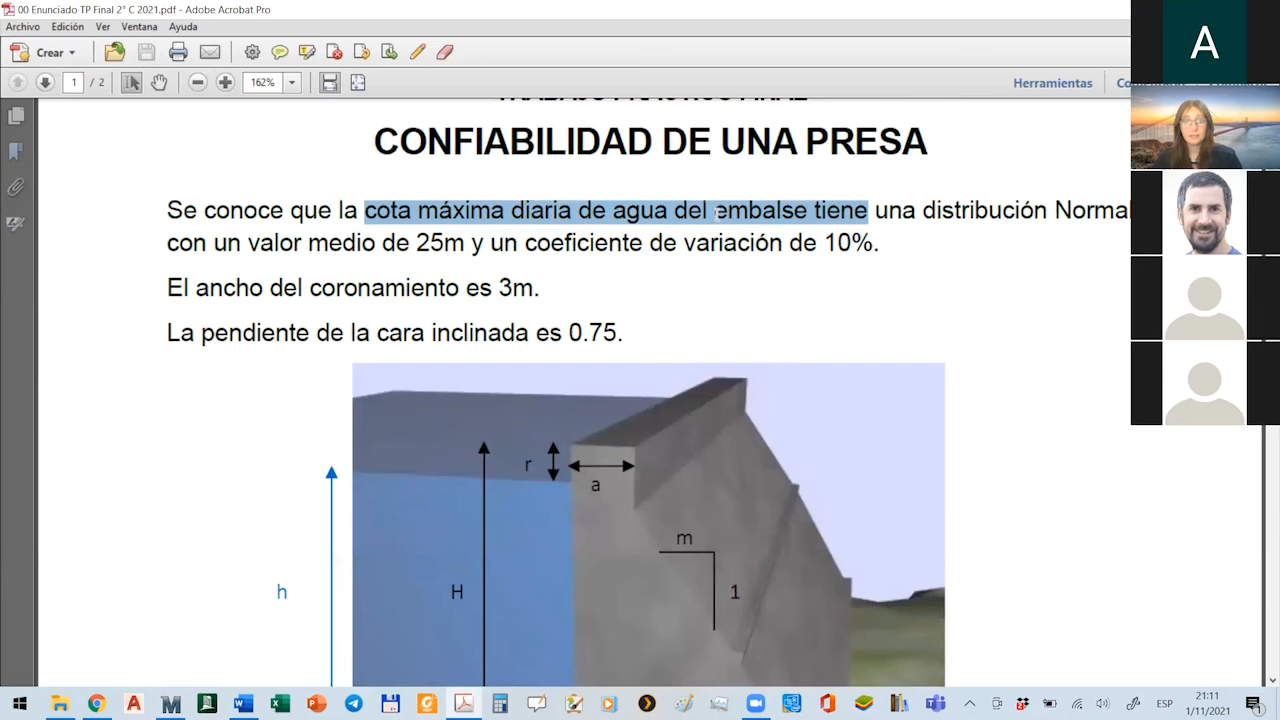 00 Enunciado TP Final 2° C 2021.pdf - Adobe Acrobat Pro
Archivo Edición Ver Ventana Ayuda
Crear
1 / 2 162% Herramientas
CONFIABILIDAD DE UNA PRESA
Se conoce que la cota máxima diaria de agua del embalse tiene una distribución Normal
con un valor medio de 25m y un coeficiente de variación de 10%.
El ancho del coronamiento es 3m.
La pendiente de la cara inclinada es 0.75.
r
a
m
h
H
1
A
ESP
21:11
1/11/2021